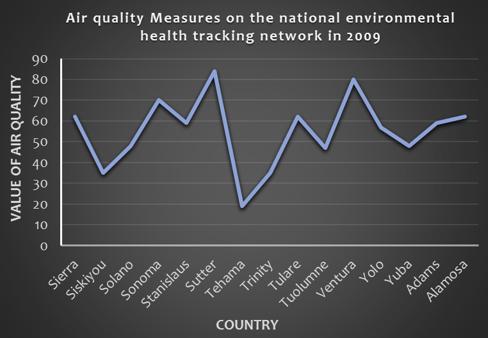 Air quality Measures on the national environmental
health tracking network in 2009
VALUE OF AIR QUALITY
90
80
70
60
50
40
30
20
10
0
Sierra
Siskiyou
Solano
Sonoma
Stanislaus
Sutter
Tehama
Trinity
Tulare
Tuolumne
Ventura
Yolo
Yuba
Adams
Alamosa
COUNTRY